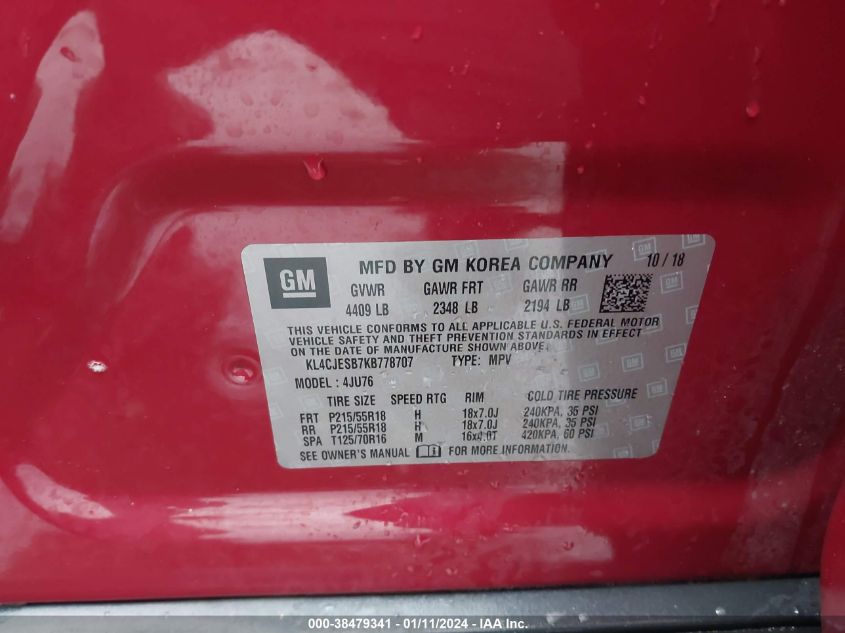 GM
MFD BY GM KOREA COMPANY 10/18
GVWR GAWR FRT GAWR RR
4409 LB 2348 LB 2194 LB
THIS VEHICLE CONFORMS TO ALL APPLICABLE U.S. FEDERAL MOTOR
VEHICLE SAFETY AND THEFT PREVENTION STANDARDS IN EFFECT
ON THE DATE OF MANUFACTURE SHOWN ABOVE.
KL4CJESB7KB778707 TYPE: MPV
MODEL: 4JU76
TIRE SIZE SPEED RTG RIM COLD TIRE PRESSURE
FRT P215/55R18 H 18x7.0J 240KPA, 35 PSI
RR P215/55R18 H 18x7.0J 240KPA, 35 PSI
SPA T125/70R16 M 16x4.0T 420KPA, 60 PSI
SEE OWNER'S MANUAL FOR MORE INFORMATION.
000-38479341 - 01/11/2024 - IAA Inc.